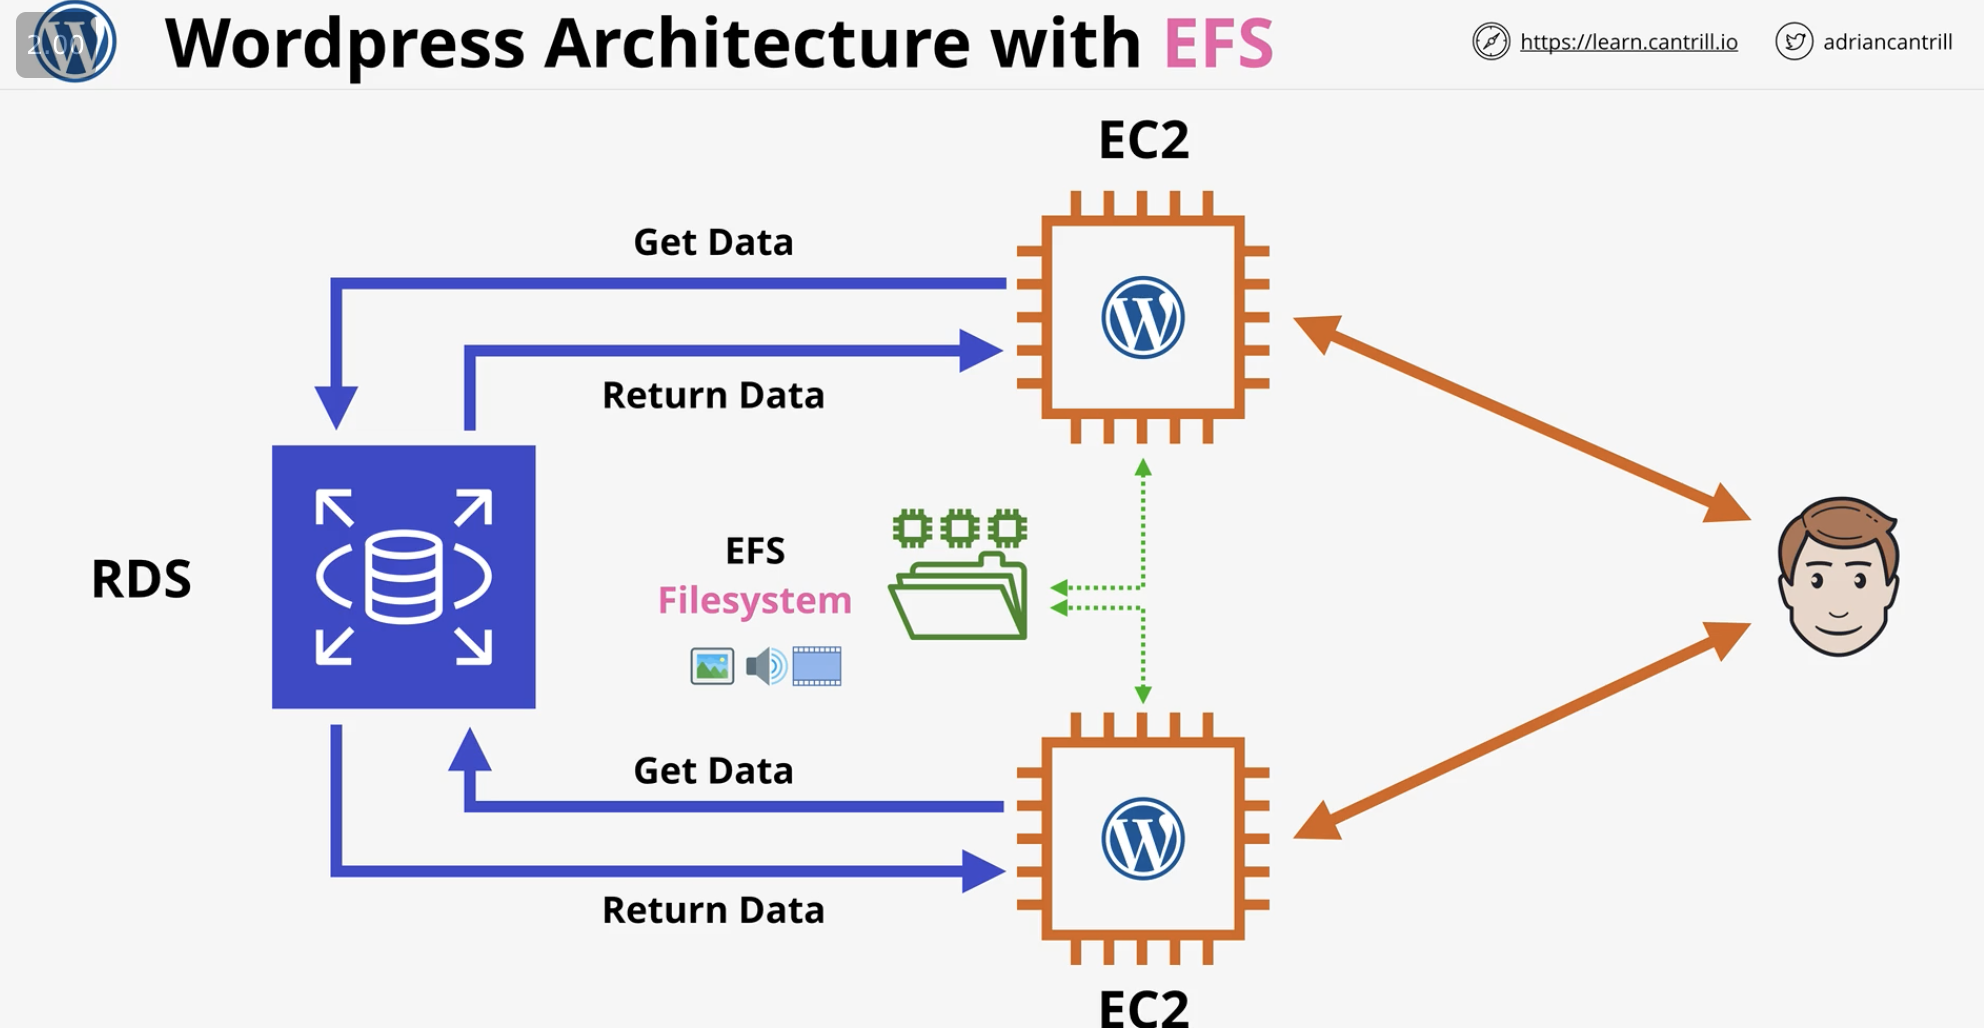 2.00
Wordpress Architecture with EFS
https://learn.cantrill.io
adriancantrill
EC2
Get Data
Return Data
RDS
EFS
Filesystem
Get Data
Return Data
EC2